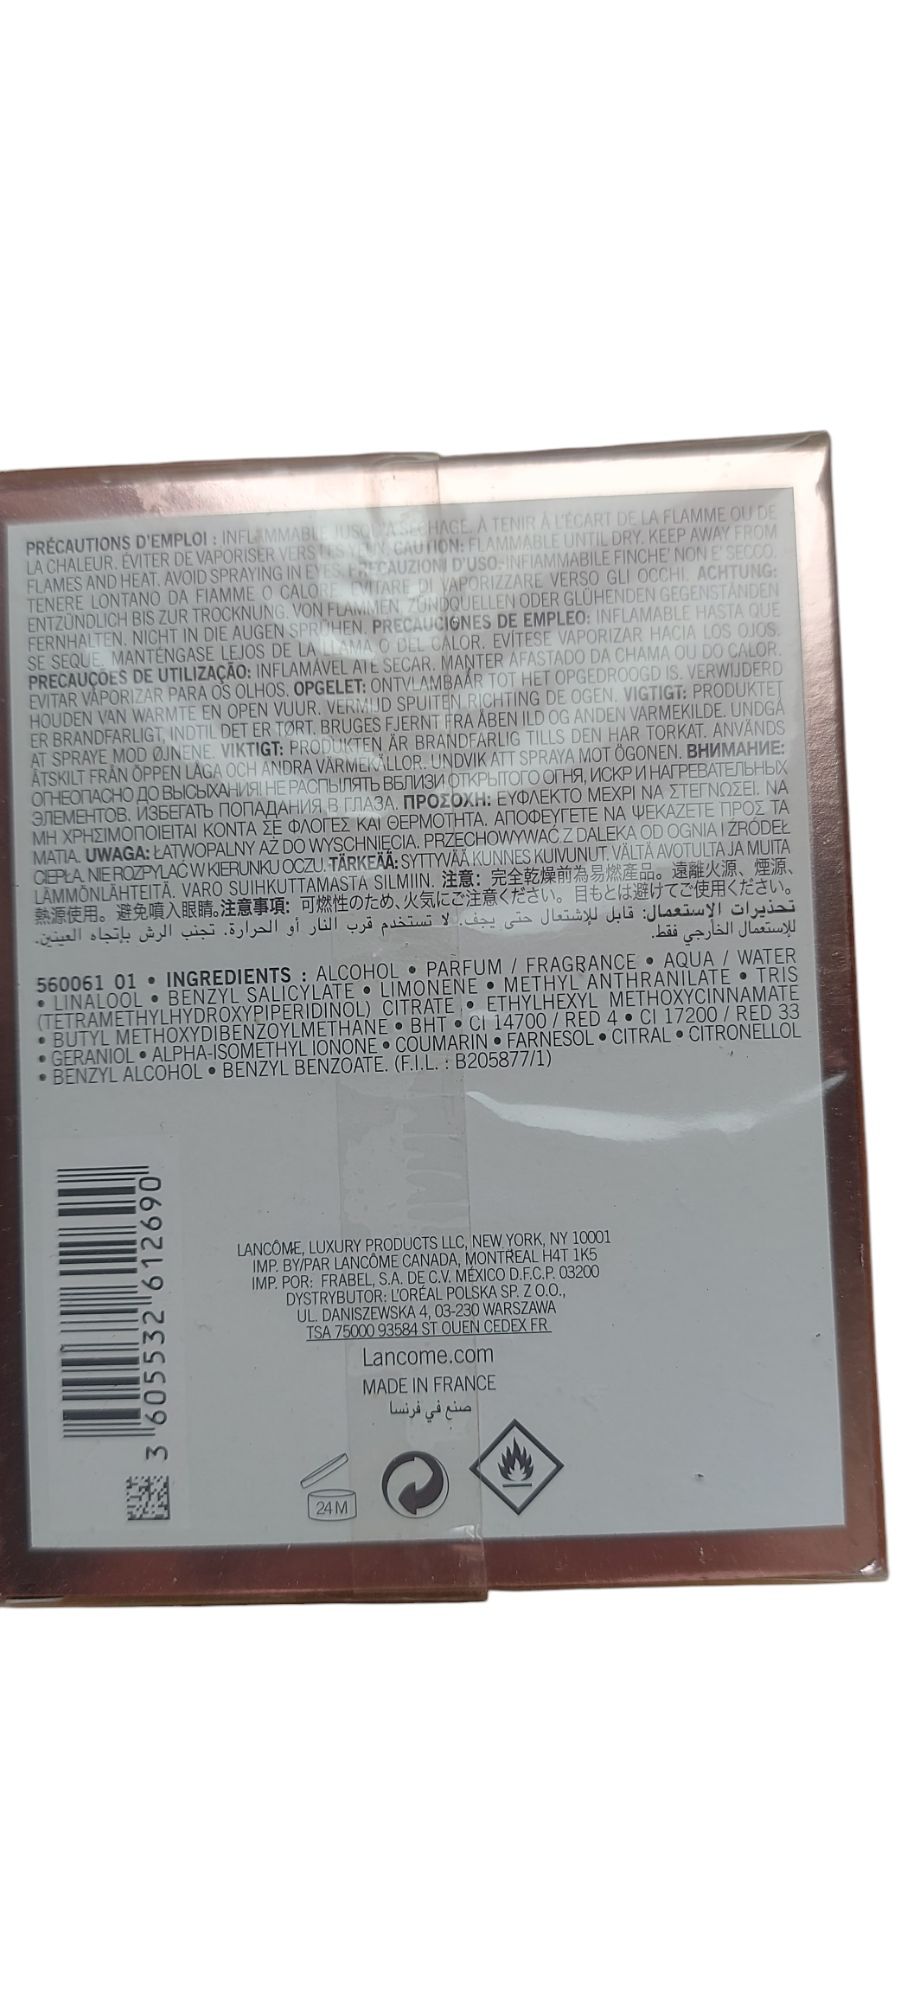 PRÉCAUTIONS D'EMPLOI : INFLAMMABLE JUSQU'À SÉCHAGE. À TENIR À L'ÉCART DE LA FLAMME OU DE
LA CHALEUR. ÉVITER DE VAPORISER VERS LES YEUX. CAUTION: FLAMMABLE UNTIL DRY. KEEP AWAY FROM
FLAMES AND HEAT. AVOID SPRAYING IN EYES. PRECAUZIONI D'USO: INFIAMMABILE FINCHE' NON E' SECCO.
TENERE LONTANO DA FIAMME O CALORE. EVITARE DI VAPORIZZARE VERSO GLI OCCHI. ACHTUNG:
ENTZÜNDLICH BIS ZUR TROCKNUNG. VON FLAMMEN, ZÜNDQUELLEN ODER GLÜHENDEN GEGENSTÄNDEN
FERNHALTEN. NICHT IN DIE AUGEN SPRÜHEN. PRECAUCIONES DE EMPLEO: INFLAMABLE HASTA QUE
SE SEQUE. MANTÉNGASE LEJOS DE LA LLAMA O DEL CALOR. EVÍTESE VAPORIZAR HACIA LOS OJOS.
PRECAUÇÕES DE UTILIZAÇÃO: INFLAMÁVEL ATÉ SECAR. MANTER AFASTADO DA CHAMA OU DO CALOR.
EVITAR VAPORIZAR PARA OS OLHOS. OPGELET: ONTVLAMBAAR TOT HET OPGEDROOGD IS. VERWIJDERD
HOUDEN VAN WARMTE EN OPEN VUUR. VERMIJD SPUITEN RICHTING DE OGEN. VIGTIGT: PRODUKTET
ER BRANDFARLIGT, INDTIL DET ER TØRT. BRUGES FJERNT FRA ÅBEN ILD OG ANDEN VARMEKILDE. UNDGÅ
AT SPRAYE MOD ØJNENE. VIKTIGT: PRODUKTEN ÄR BRANDFARLIG TILLS DEN HAR TORKAT. ANVÄNDS
ÅTSKILT FRÅN ÖPPEN LÅGA OCH ANDRA VÄRMEKÄLLOR. UNDVIK ATT SPRAYA MOT ÖGONEN. ВНИМАНИЕ:
ОГНЕОПАСНО ДО ВЫСЫХАНИЯ! НЕ РАСПЫЛЯТЬ ВБЛИЗИ ОТКРЫТОГО ОГНЯ, ИСКР И НАГРЕВАТЕЛЬНЫХ
ЭЛЕМЕНТОВ. ИЗБЕГАТЬ ПОПАДАНИЯ В ГЛАЗА. ΠΡΟΣΟΧΗ: ΕΥΦΛΕΚΤΟ ΜΕΧΡΙ ΝΑ ΣΤΕΓΝΩΣΕΙ. ΝΑ
ΜΗ ΧΡΗΣΙΜΟΠΟΙΕΙΤΑΙ ΚΟΝΤΑ ΣΕ ΦΛΟΓΕΣ ΚΑΙ ΘΕΡΜΟΤΗΤΑ. ΑΠΟΦΕΥΓΕΤΕ ΝΑ ΨΕΚΑΖΕΤΕ ΠΡΟΣ ΤΑ
ΜΑΤΙΑ. UWAGA: ŁATWOPALNY AŻ DO WYSCHNIĘCIA. PRZECHOWYWAĆ Z DALEKA OD OGNIA I ŹRÓDEŁ
CIEPŁA. NIE ROZPYLAĆ W KIERUNKU OCZU. TÄRKEÄÄ: SYTTYVÄÄ KUNNES KUIVUNUT. VÄLTÄ AVOTULTA JA MUITA
LÄMMÖNLÄHTEITÄ. VARO SUIHKUTTAMASTA SILMIIN. 注意: 完全乾燥前為易燃產品。遠離火源、煙源、
熱源使用。避免噴入眼睛。注意事項: 可燃性のため、火気にご注意ください。目もとは避けてご使用ください。
تحذيرات الإستعمال: قابل للإشتعال حتى يجف. لا تستخدم قرب النار أو الحرارة. تجنب الرش بإتجاه العينين.
للإستعمال الخارجي فقط.
560061 01 • INGREDIENTS : ALCOHOL • PARFUM / FRAGRANCE • AQUA / WATER
• LINALOOL • BENZYL SALICYLATE • LIMONENE • METHYL ANTHRANILATE • TRIS
(TETRAMETHYLHYDROXYPIPERIDINOL) CITRATE • ETHYLHEXYL METHOXYCINNAMATE
• BUTYL METHOXYDIBENZOYLMETHANE • BHT • CI 14700 / RED 4 • CI 17200 / RED 33
• GERANIOL • ALPHA-ISOMETHYL IONONE • COUMARIN • FARNESOL • CITRAL • CITRONELLOL
• BENZYL ALCOHOL • BENZYL BENZOATE. (F.I.L. : B205877/1)
3 605532 612690
LANCÔME, LUXURY PRODUCTS LLC, NEW YORK, NY 10001
IMP. BY/PAR LANCÔME CANADA, MONTRÉAL H4T 1K5
IMP. POR: FRABEL, S.A. DE C.V. MÉXICO D.F.C.P. 03200
DYSTRYBUTOR: L'ORÉAL POLSKA SP. Z O.O.,
UL. DANISZEWSKA 4, 03-230 WARSZAWA
TSA 75000 93584 ST OUEN CEDEX FR
Lancome.com
MADE IN FRANCE
صنع في فرنسا
24 M